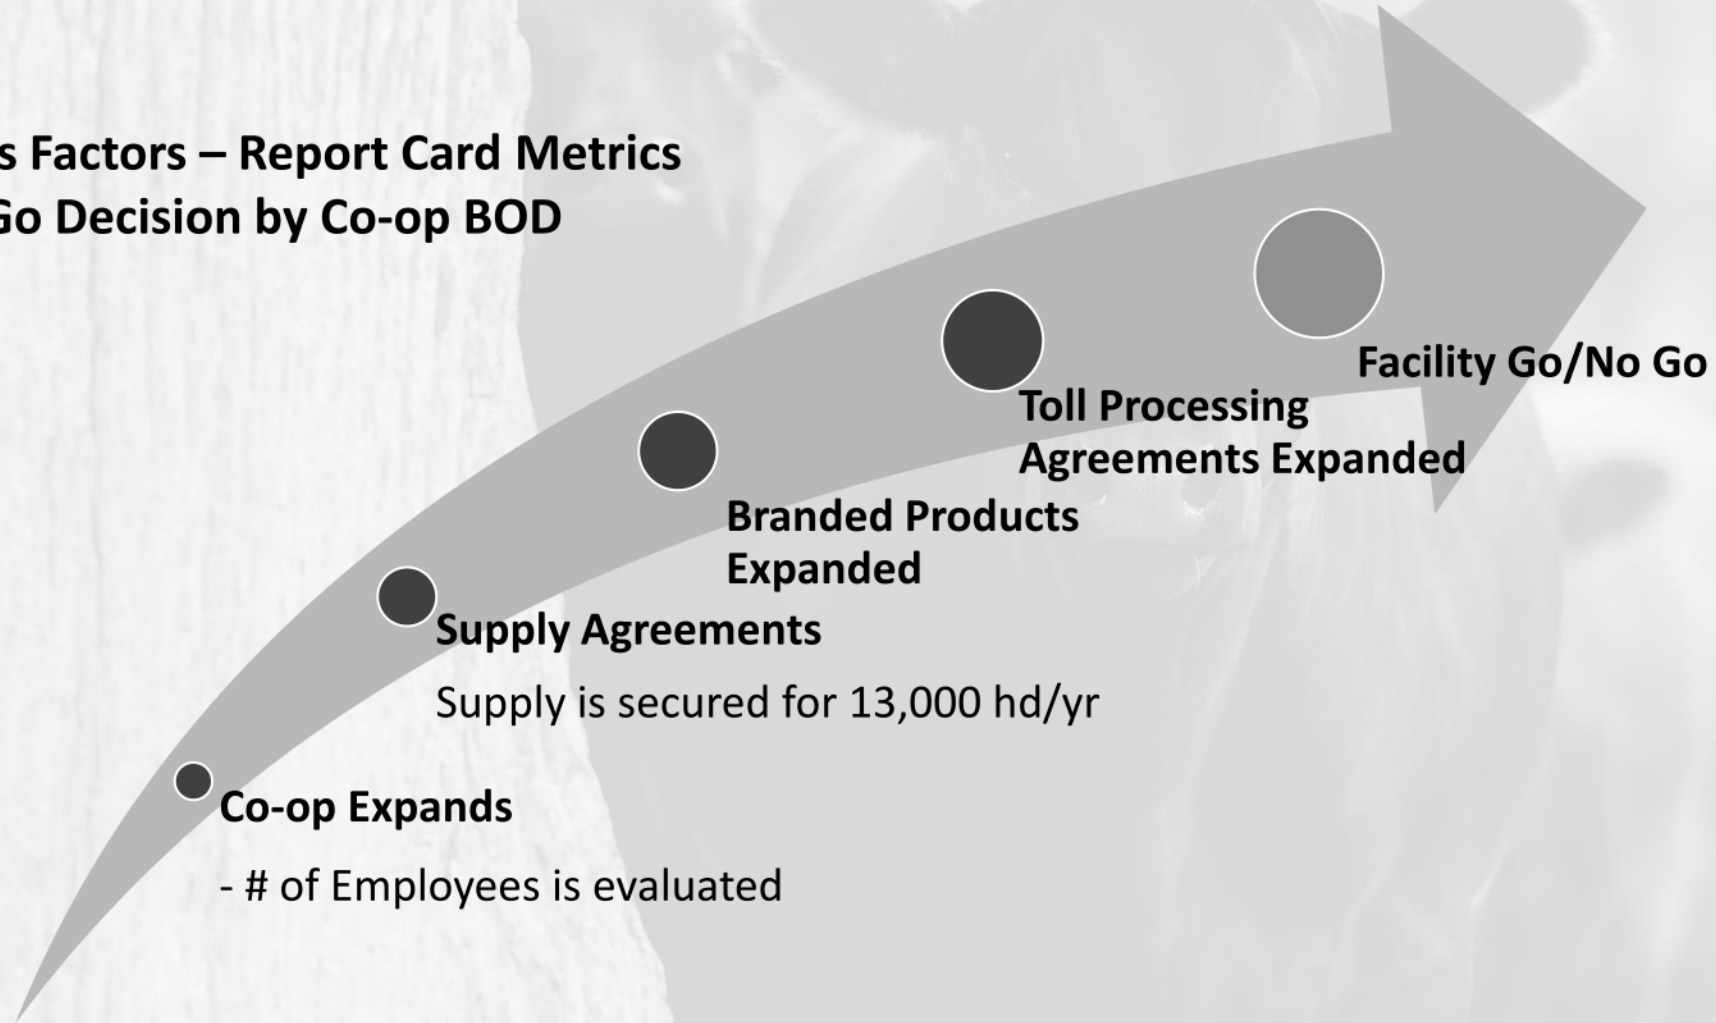 s Factors – Report Card Metrics
Go Decision by Co-op BOD
Facility Go/No Go
Toll Processing
Agreements Expanded
Branded Products
Expanded
Supply Agreements
Supply is secured for 13,000 hd/yr
Co-op Expands
- # of Employees is evaluated